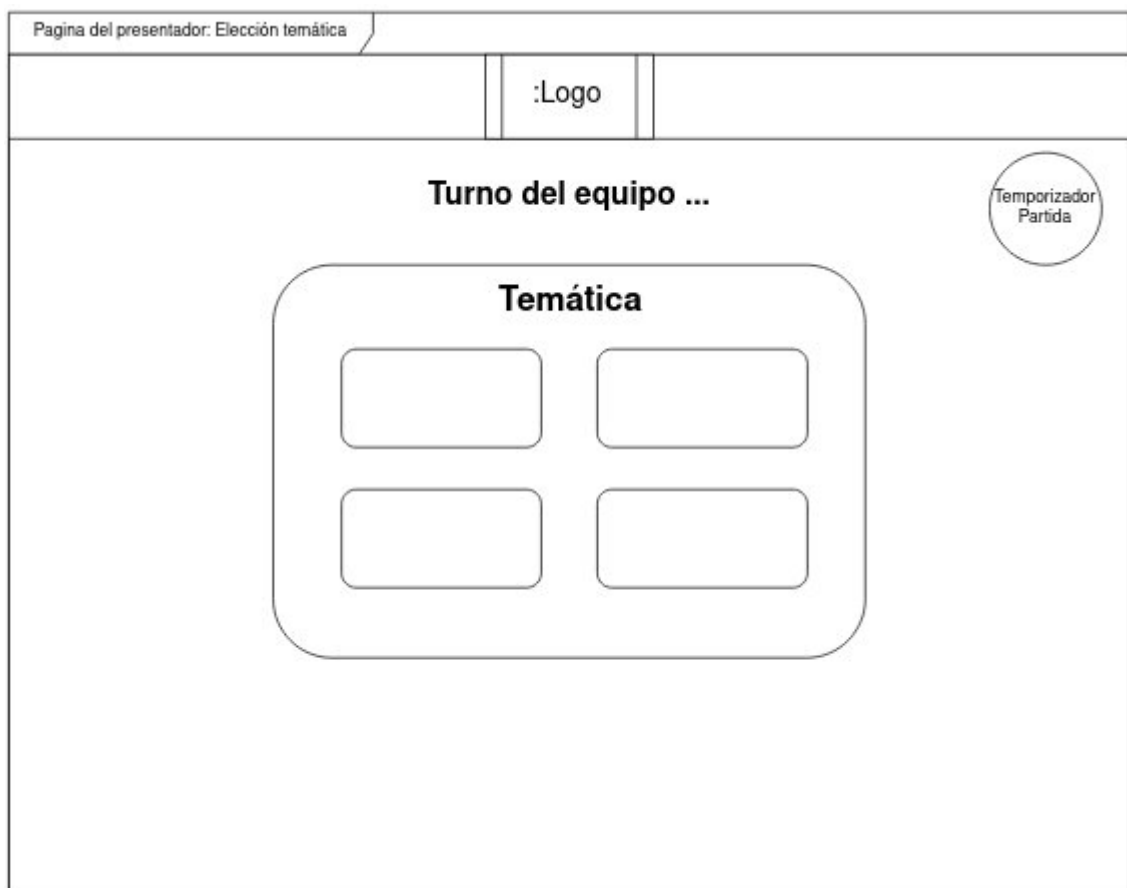 Pagina del presentador: Elección temática
:Logo
Turno del equipo ...
Temporizador
Partida
Temática